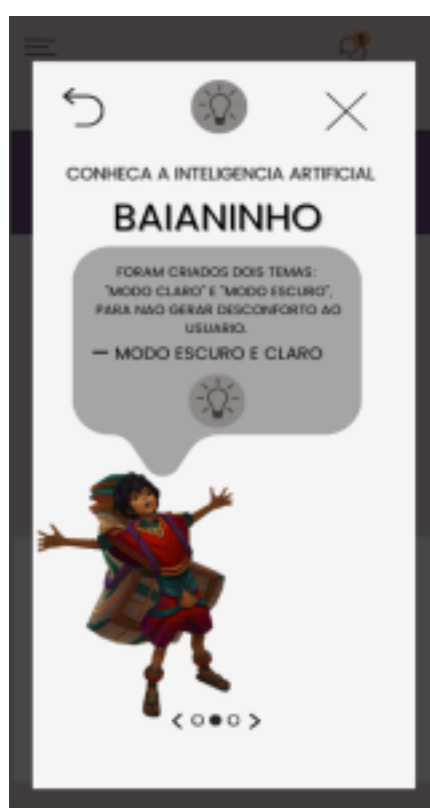 CONHECA A INTELIGENCIA ARTIFICIAL
BAIANINHO
FORAM CRIADOS DOIS TEMAS:
"MODO CLARO" E "MODO ESCURO",
PARA NAO GERAR DESCONFORTO AO
USUARIO.
— MODO ESCURO E CLARO